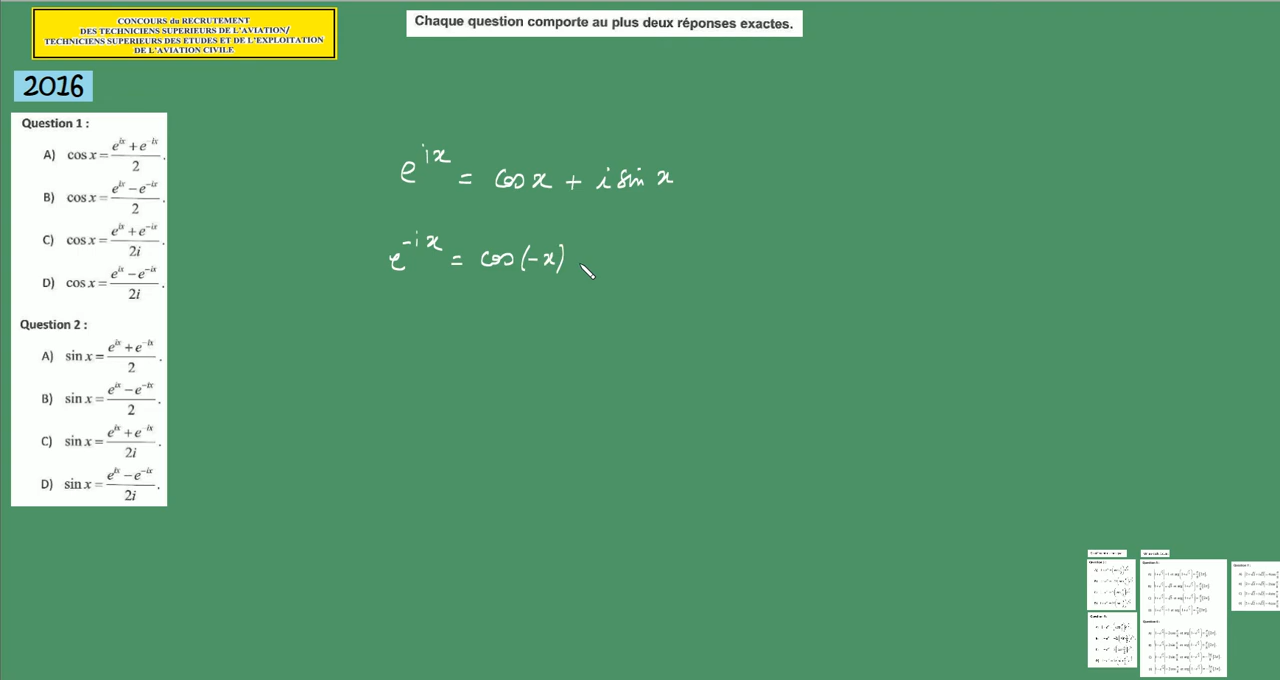 CONCOURS du RECRUTEMENT
DES TECHNICIENS SUPERIEURS DE L'AVIATION/
TECHNICIENS SUPERIEURS DES ETUDES ET DE L'EXPLOITATION
DE L'AVIATION CIVILE
Chaque question comporte au plus deux réponses exactes.
2016
Question 1 :
A) cos x = (e^{ix} + e^{-ix})/2 .
B) cos x = (e^{ix} − e^{-ix})/2 .
C) cos x = (e^{ix} + e^{-ix})/2i .
D) cos x = (e^{ix} − e^{-ix})/2i .
Question 2 :
A) sin x = (e^{ix} + e^{-ix})/2 .
B) sin x = (e^{ix} − e^{-ix})/2 .
C) sin x = (e^{ix} + e^{-ix})/2i .
D) sin x = (e^{ix} − e^{-ix})/2i .
e^{ix} = cos x + i sin x
e^{-ix} = cos(-x)